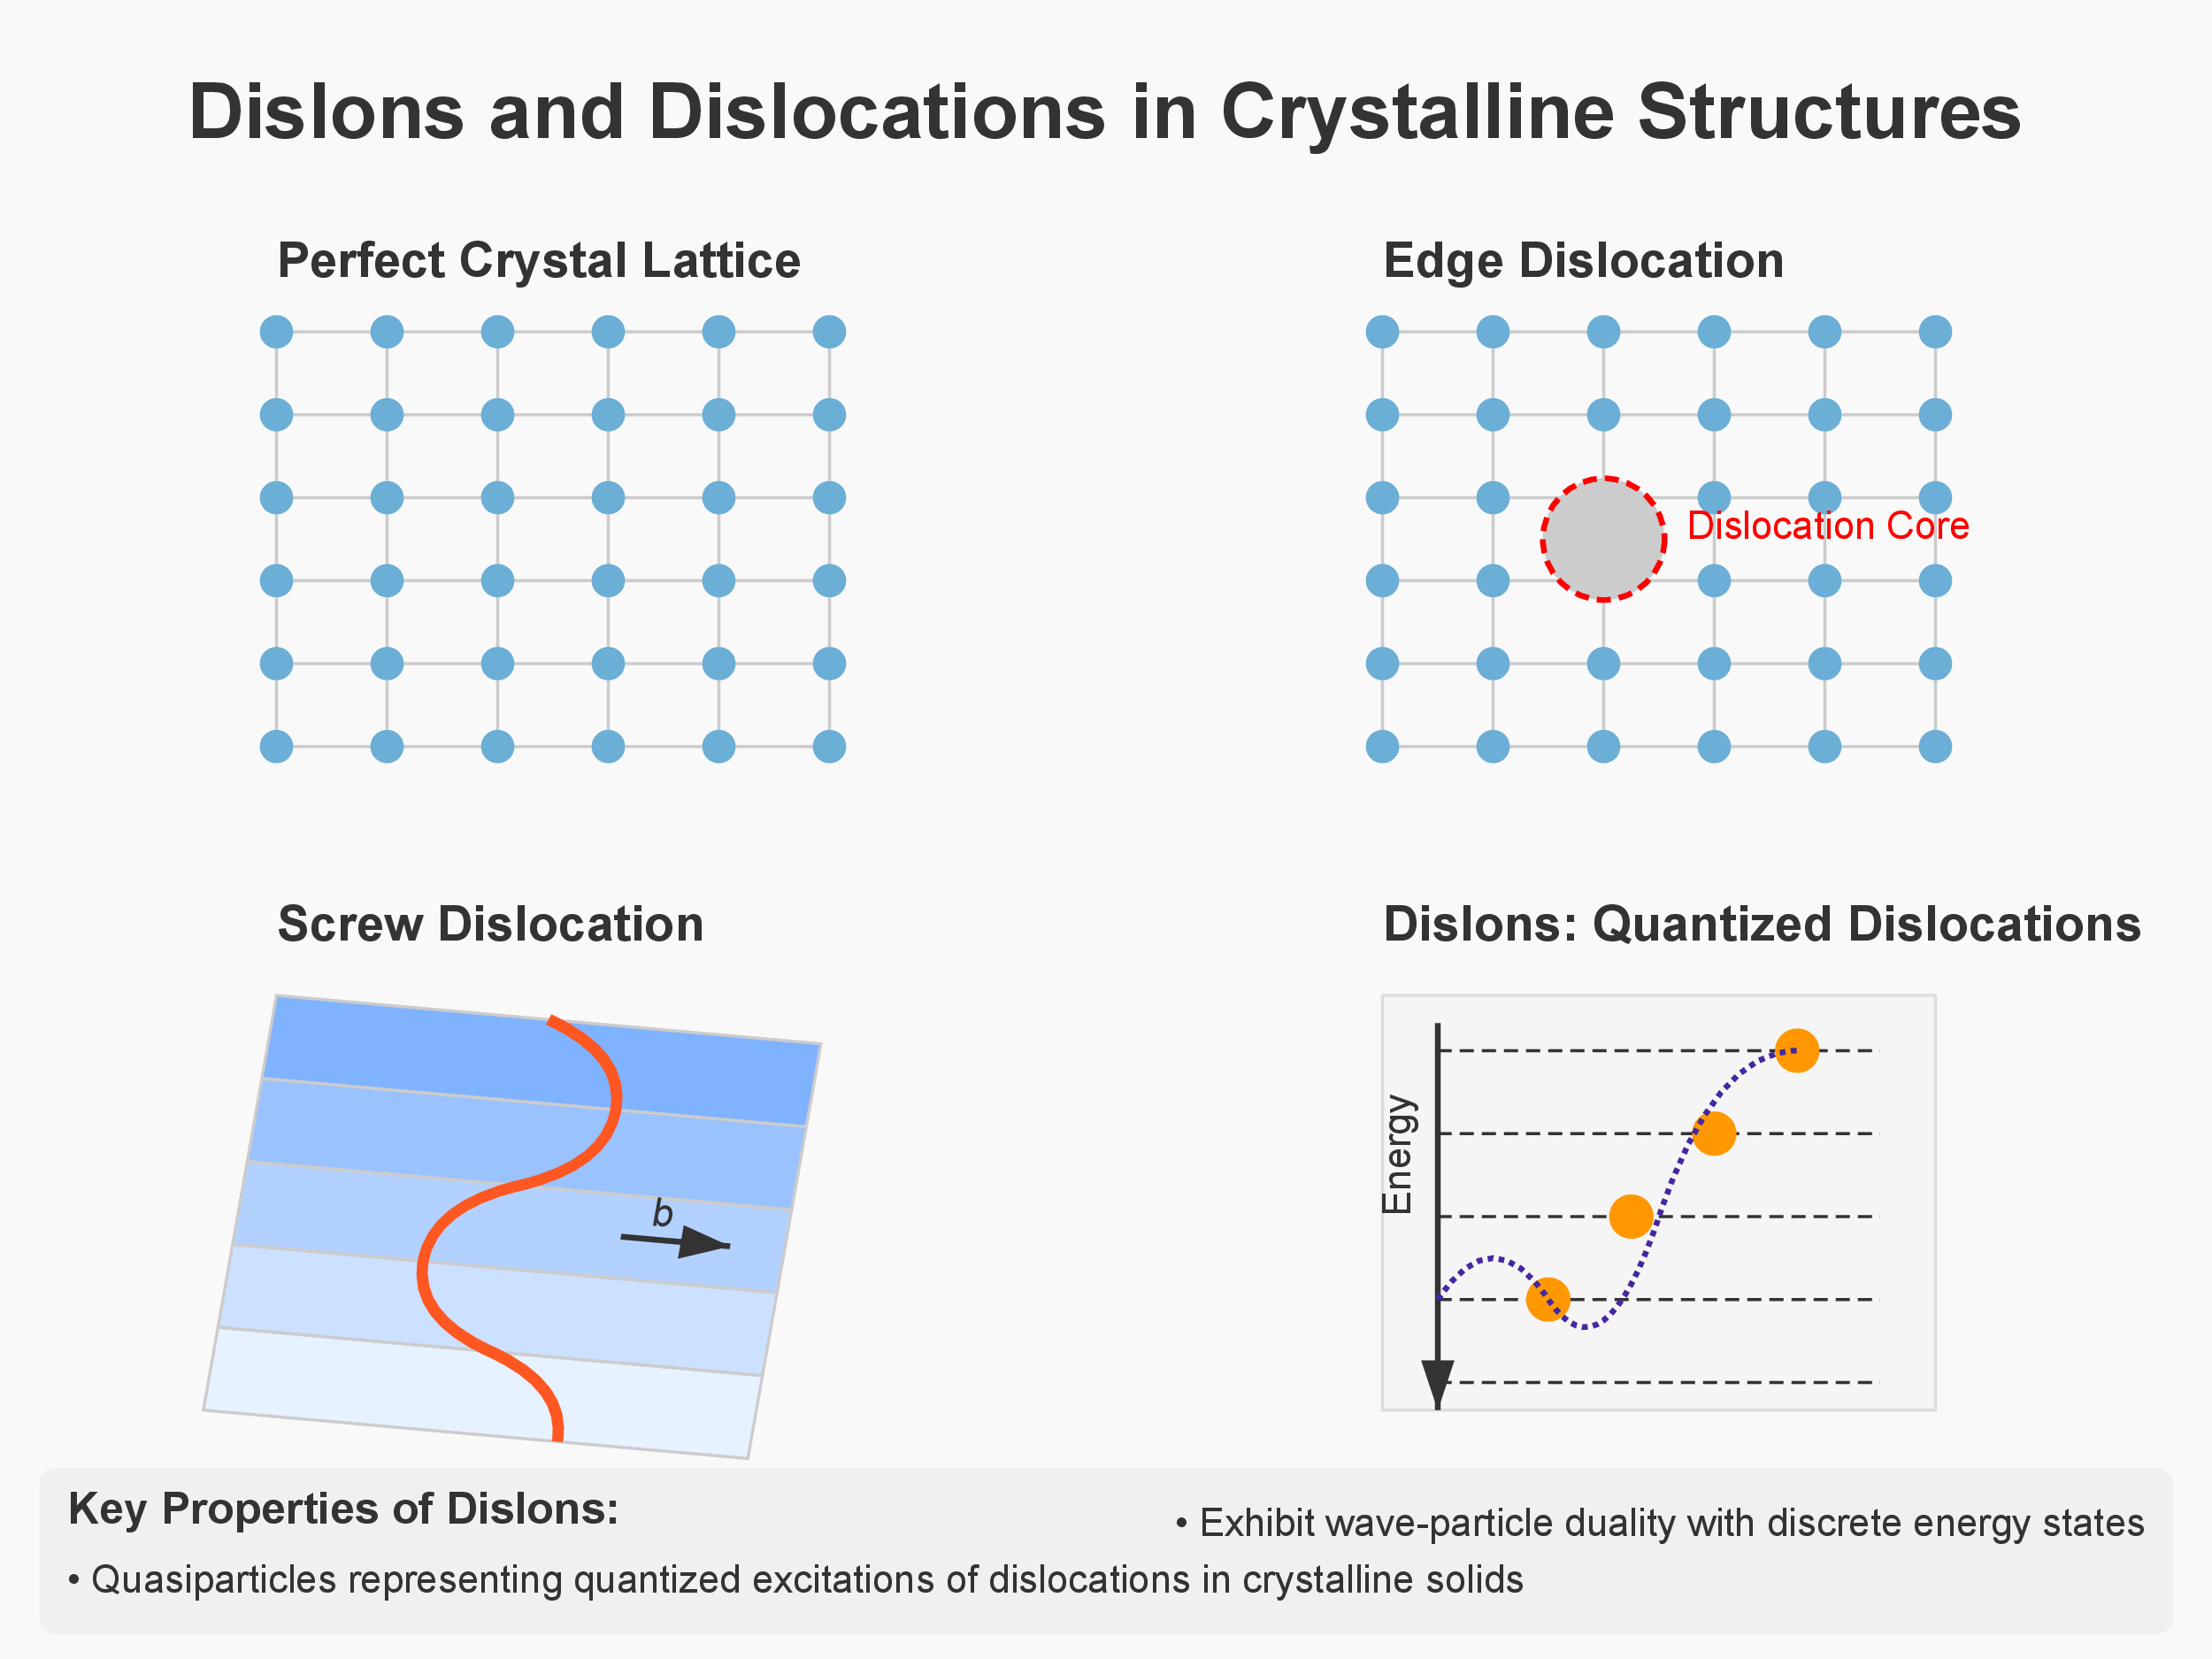 Dislons and Dislocations in Crystalline Structures
Perfect Crystal Lattice
Edge Dislocation
Dislocation Core
Screw Dislocation
b
Dislons: Quantized Dislocations
Energy
Key Properties of Dislons:
• Quasiparticles representing quantized excitations of dislocations in crystalline solids
• Exhibit wave-particle duality with discrete energy states